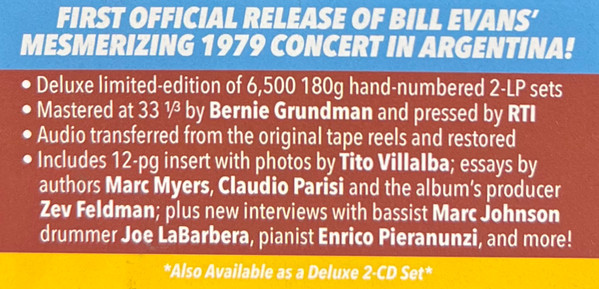 FIRST OFFICIAL RELEASE OF BILL EVANS'
MESMERIZING 1979 CONCERT IN ARGENTINA!
• Deluxe limited-edition of 6,500 180g hand-numbered 2-LP sets
• Mastered at 33 ⅓ by Bernie Grundman and pressed by RTI
• Audio transferred from the original tape reels and restored
• Includes 12-pg insert with photos by Tito Villalba; essays by
authors Marc Myers, Claudio Parisi and the album's producer
Zev Feldman; plus new interviews with bassist Marc Johnson
drummer Joe LaBarbera, pianist Enrico Pieranunzi, and more!
*Also Available as a Deluxe 2-CD Set*